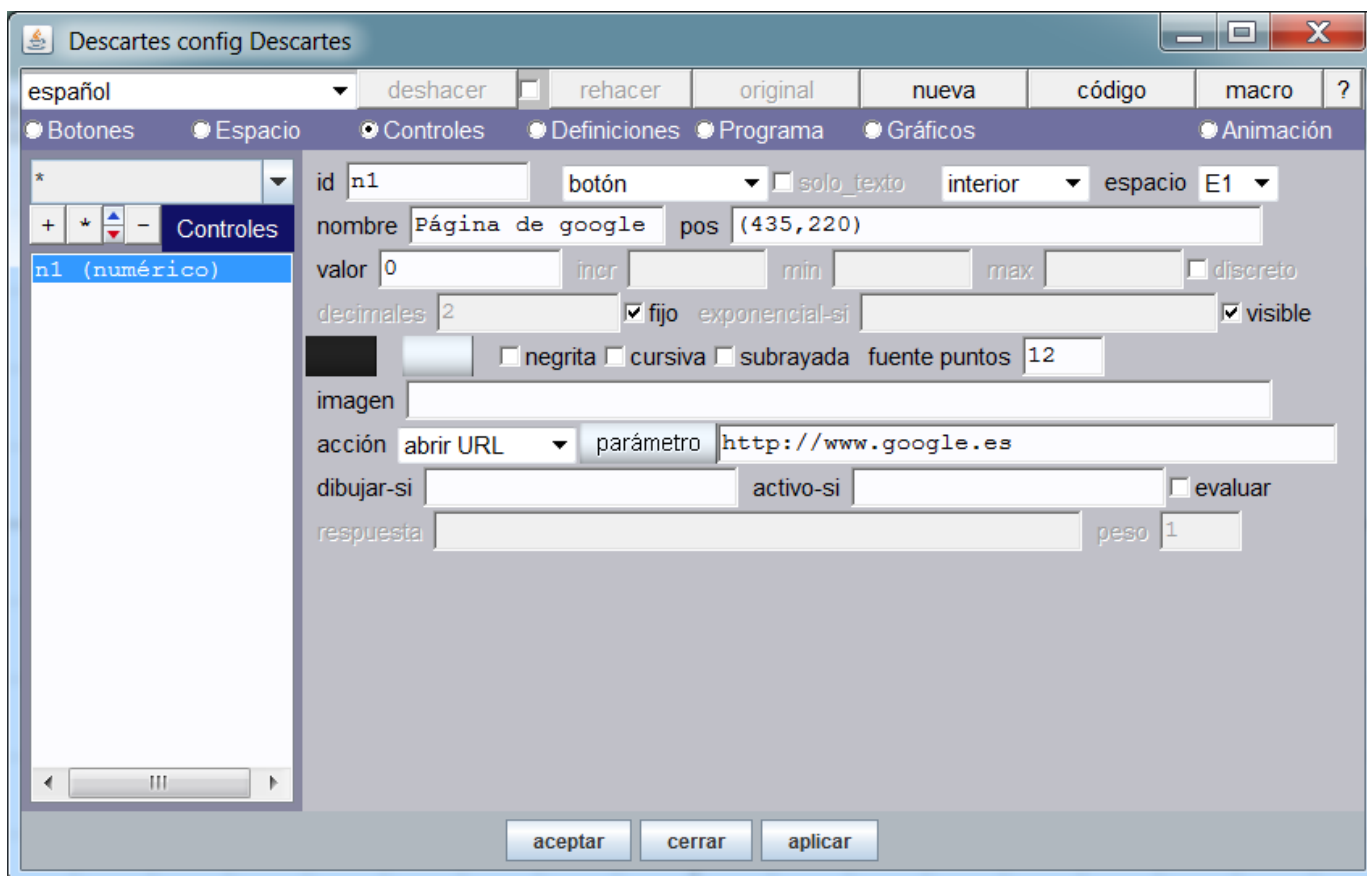 Descartes config Descartes
español deshacer rehacer original nueva código macro ?
Botones Espacio Controles Definiciones Programa Gráficos Animación
* id n1 botón solo_texto interior espacio E1
+ * - Controles nombre Página de google pos (435,220)
n1 (numérico) valor 0 incr min max discreto
decimales 2 fijo exponencial-si visible
negrita cursiva subrayada fuente puntos 12
imagen
acción abrir URL parámetro http://www.google.es
dibujar-si activo-si evaluar
respuesta peso 1
aceptar cerrar aplicar